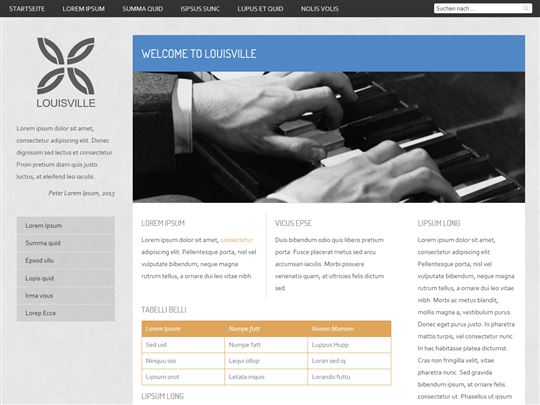 STARTSEITE LOREM IPSUM SUMMA QUID ISPSUS SUNC LUPUS ET QUID NOLIS VOLIS Suchen nach ...
LOUISVILLE
Lorem ipsum dolor sit amet,
consectetur adipiscing elit. Donec
dignissim sed lectus et consectetur.
Proin pretium diam quis justo
luctus, at eleifend leo iaculis.
Peter Lorem Ipsum, 2013
Lorem Ipsum
Summa quid
Epsod ullu
Lopis quid
Irma visus
Lorep Ecce
WELCOME TO LOUISVILLE
LOREM IPSUM
Lorem ipsum dolor sit amet, consectetur
adipiscing elit. Pellentesque porta, nisl vel
vulputate bibendum, neque magna
rutrum tellus, a ornare dui leo vitae nibh.
VICUS EPSE
Duis bibendum odio quis libero pretium
porta. Fusce placerat metus sed arcu
accumsan iaculis. Morbi posuere
venenatis quam, at ultricies felis dictum
sed.
TABELLI BELLI
Lorem Ipsum Numpe futt Nunun Mumum
Sed uid Numpe fatt Luppus Hupp
Ninquu issi Lequi ollop Loran sed iq
Lipsum orot Letata inquis Lorando futtu
LIPSUM LONG
LIPSUM LONG
Lorem ipsum dolor sit amet,
consectetur adipiscing elit.
Pellentesque porta, nisl vel
vulputate bibendum, neque
magna rutrum tellus, a
ornare dui leo vitae
nibh. Morbi ac metus blandit,
mollis magna a, vestibulum purus.
Donec eget purus justo. In pharetra
mattis turpis, vel consectetur nunc.
In hac habitasse platea dictumst.
Cras non fringilla velit, vitae
pharetra nunc. Sed gravida
bibendum ipsum, at ornare felis
consectetur ut. Phasellus ut ipsum